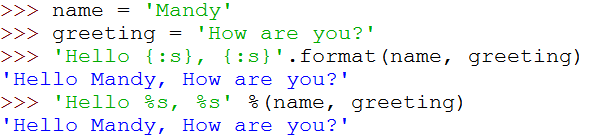 >>> name = 'Mandy'
>>> greeting = 'How are you?'
>>> 'Hello {:s}, {:s}'.format(name, greeting)
'Hello Mandy, How are you?'
>>> 'Hello %s, %s' %(name, greeting)
'Hello Mandy, How are you?'